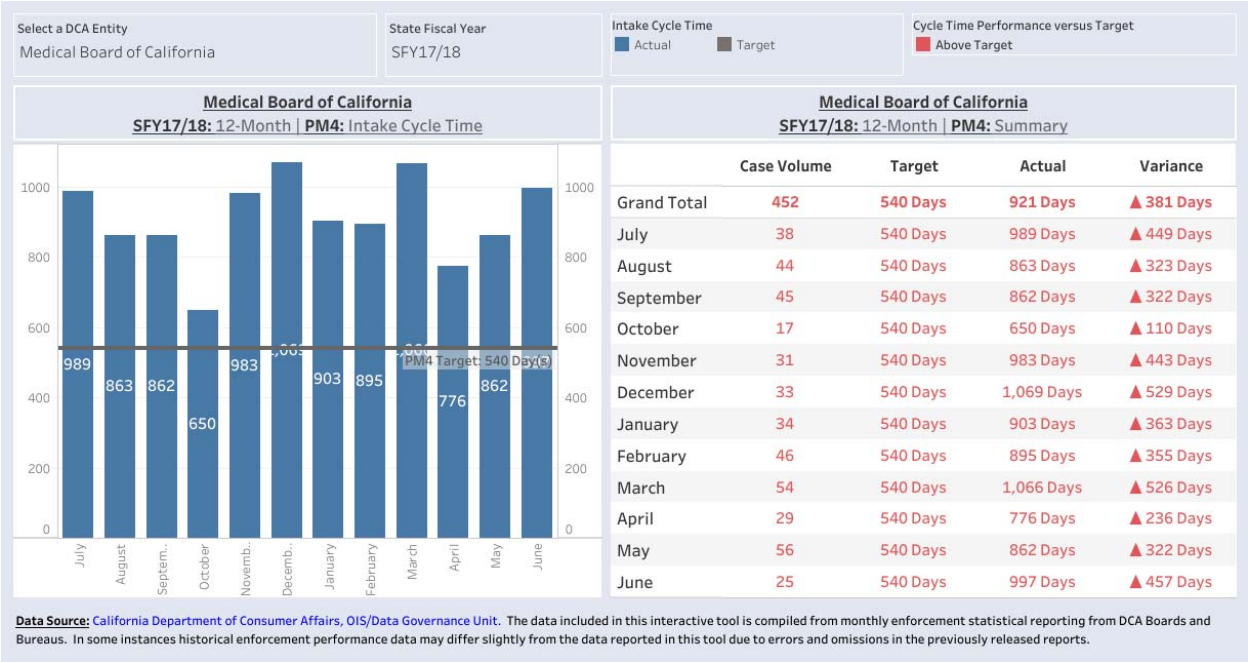 Select a DCA Entity
Medical Board of California
State Fiscal Year
SFY17/18
Intake Cycle Time
Actual
Target
Cycle Time Performance versus Target
Above Target
Medical Board of California
SFY17/18: 12-Month | PM4: Intake Cycle Time
1000
800
600
400
200
0
989
863
862
650
983
1,069
903
895
776
862
PM4 Target: 540 Day(s)
1000
800
600
400
200
0
July
August
Septem..
October
Novemb..
Decemb..
January
February
March
April
May
June
Medical Board of California
SFY17/18: 12-Month | PM4: Summary
Case Volume Target Actual Variance
Grand Total 452 540 Days 921 Days ▲ 381 Days
July 38 540 Days 989 Days ▲ 449 Days
August 44 540 Days 863 Days ▲ 323 Days
September 45 540 Days 862 Days ▲ 322 Days
October 17 540 Days 650 Days ▲ 110 Days
November 31 540 Days 983 Days ▲ 443 Days
December 33 540 Days 1,069 Days ▲ 529 Days
January 34 540 Days 903 Days ▲ 363 Days
February 46 540 Days 895 Days ▲ 355 Days
March 54 540 Days 1,066 Days ▲ 526 Days
April 29 540 Days 776 Days ▲ 236 Days
May 56 540 Days 862 Days ▲ 322 Days
June 25 540 Days 997 Days ▲ 457 Days
Data Source: California Department of Consumer Affairs, OIS/Data Governance Unit. The data included in this interactive tool is compiled from monthly enforcement statistical reporting from DCA Boards and
Bureaus. In some instances historical enforcement performance data may differ slightly from the data reported in this tool due to errors and omissions in the previously released reports.